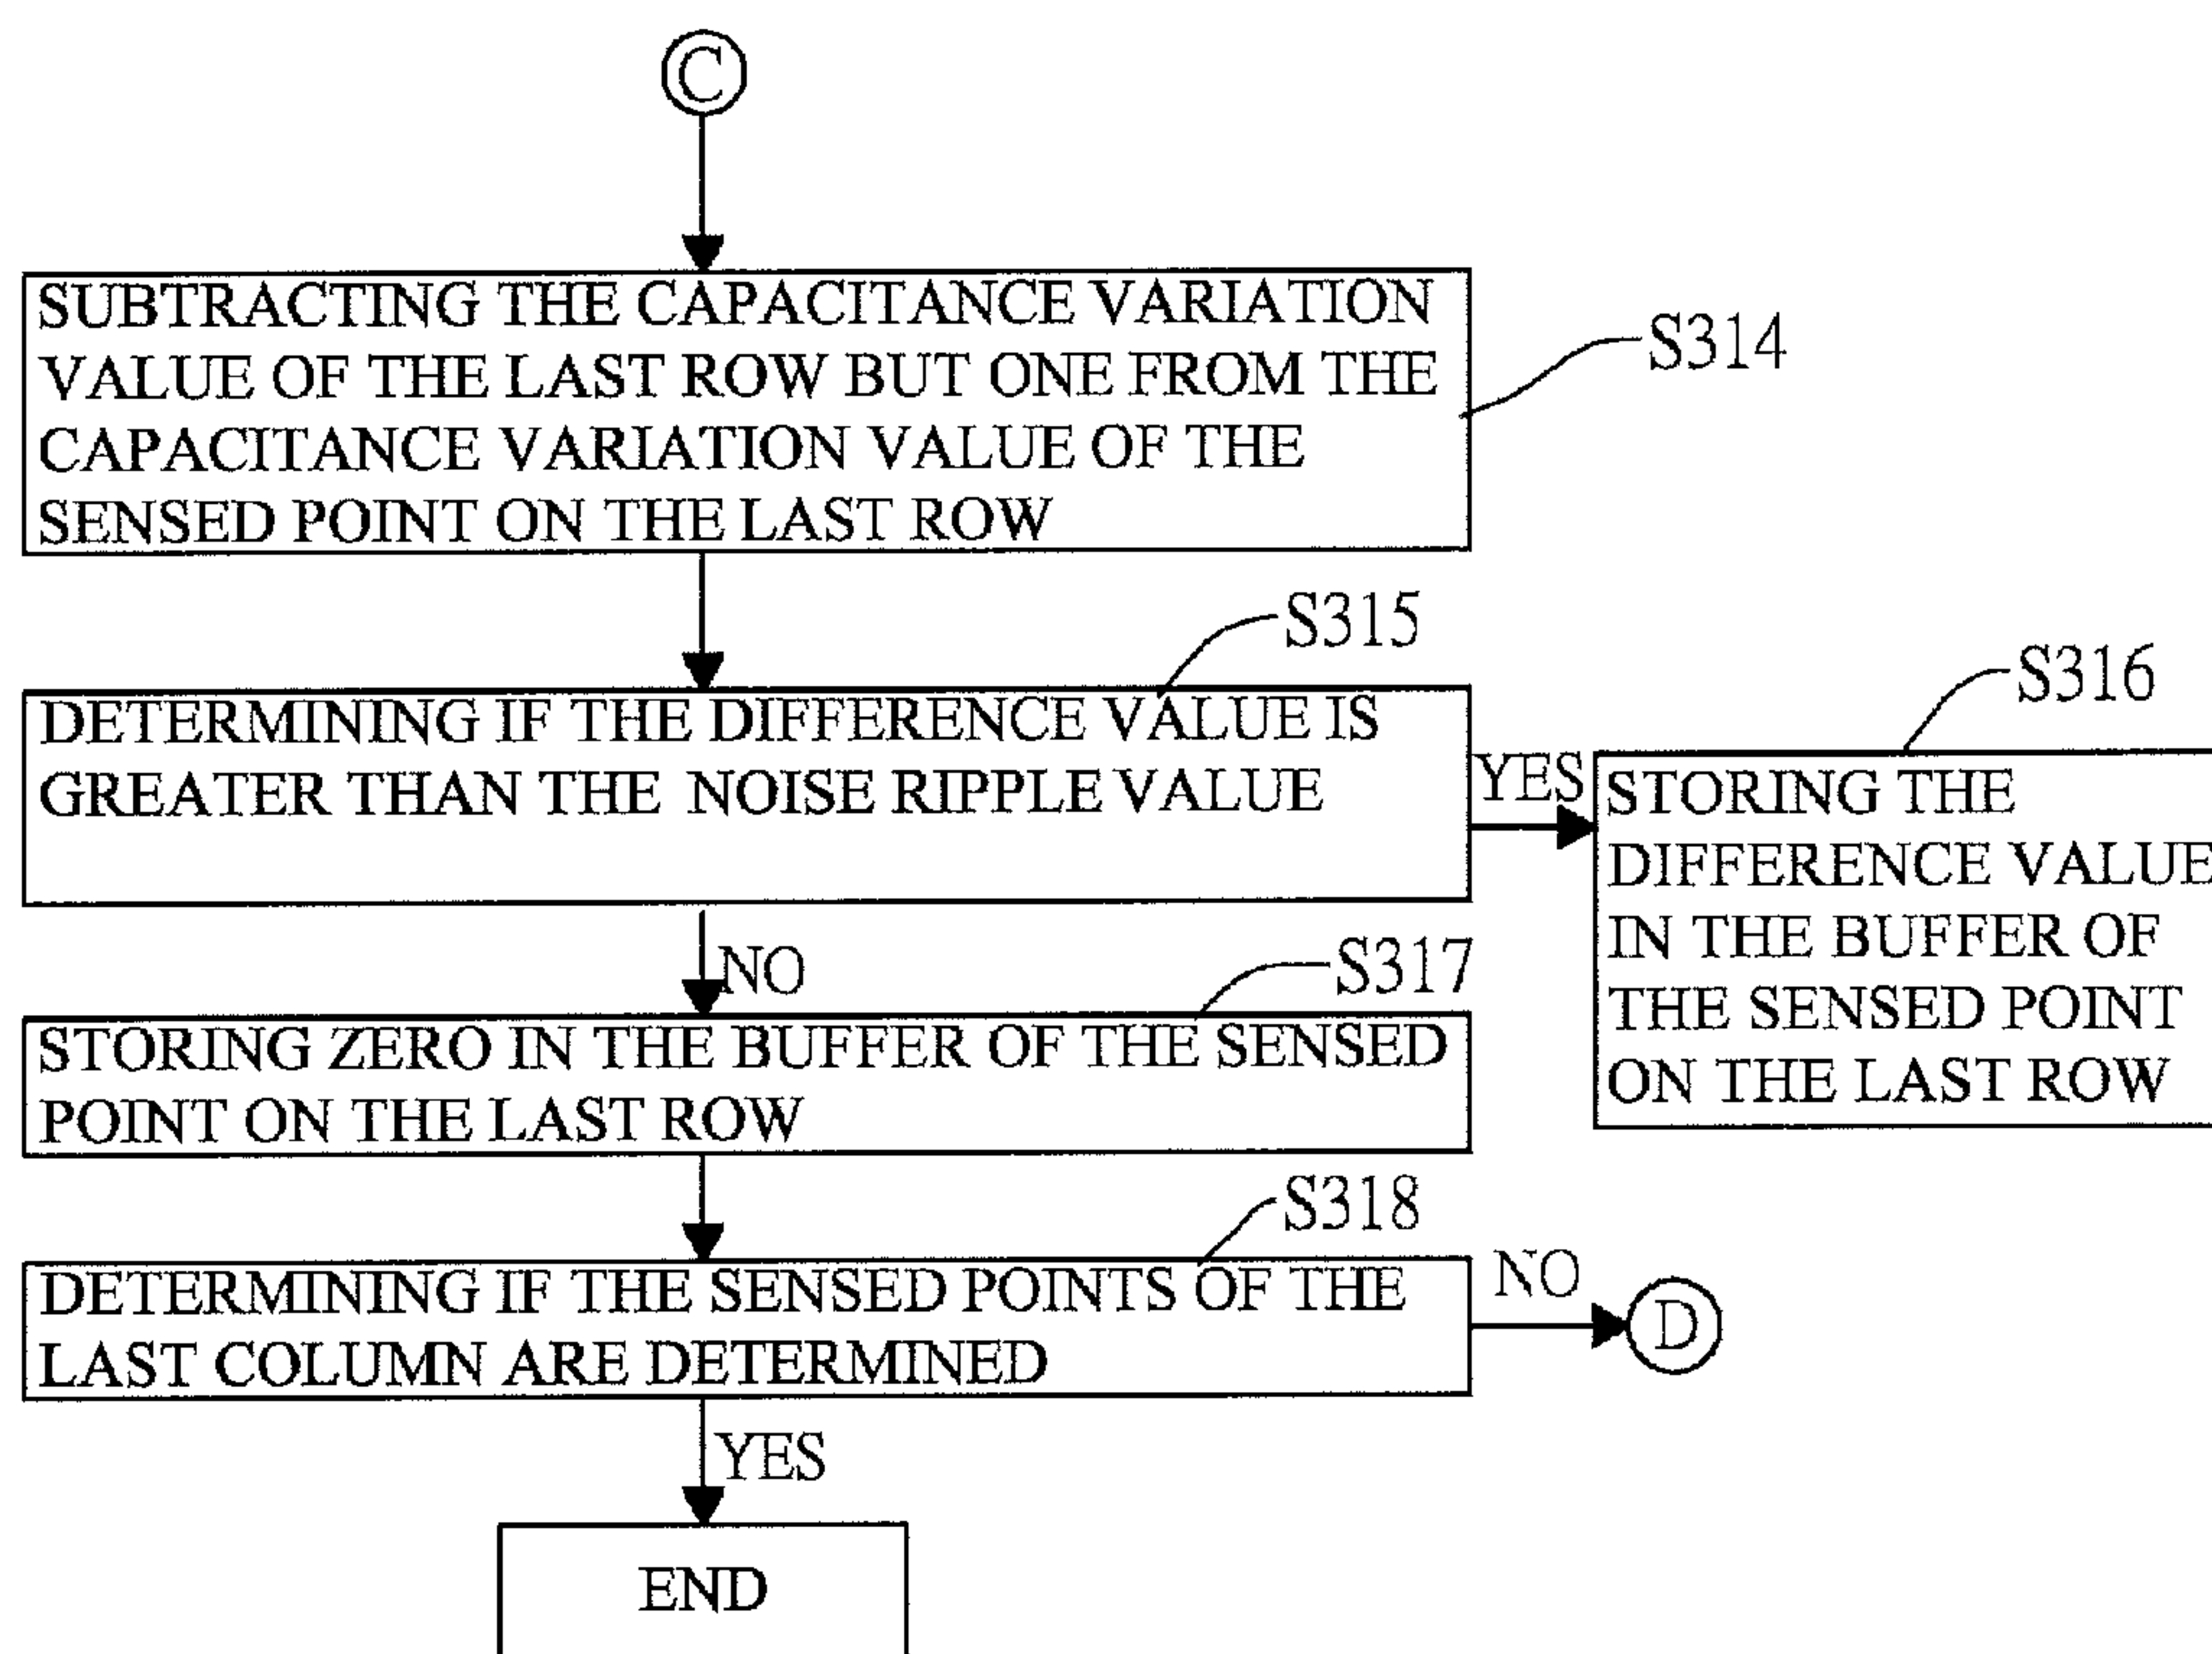 C
SUBTRACTING THE CAPACITANCE VARIATION
VALUE OF THE LAST ROW BUT ONE FROM THE
CAPACITANCE VARIATION VALUE OF THE
SENSED POINT ON THE LAST ROW
S314
S315
DETERMINING IF THE DIFFERENCE VALUE IS
GREATER THAN THE NOISE RIPPLE VALUE
YES
S316
STORING THE
DIFFERENCE VALUE
IN THE BUFFER OF
THE SENSED POINT
ON THE LAST ROW
NO
S317
STORING ZERO IN THE BUFFER OF THE SENSED
POINT ON THE LAST ROW
S318
DETERMINING IF THE SENSED POINTS OF THE
LAST COLUMN ARE DETERMINED
NO
D
YES
END